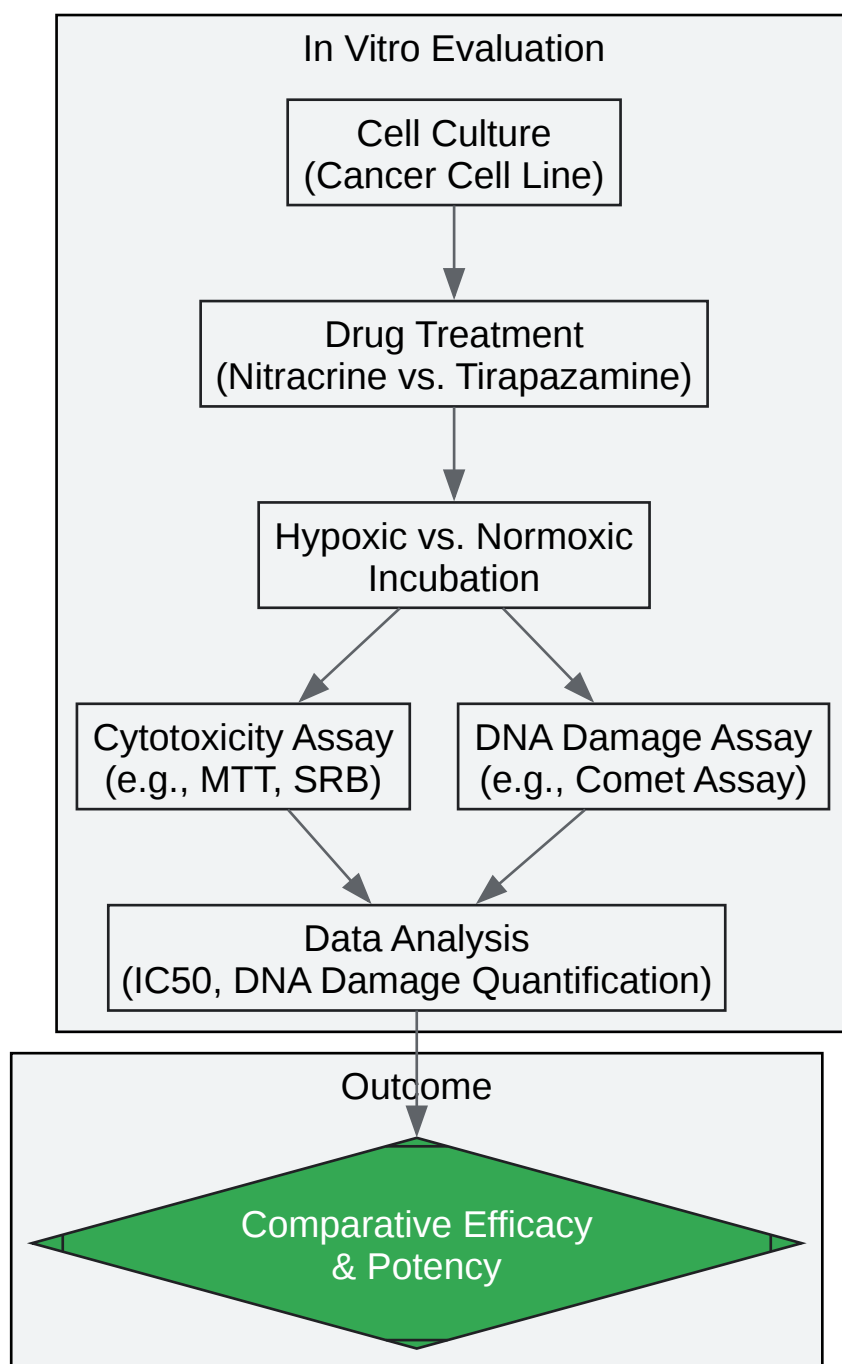 In Vitro Evaluation
Cell Culture
(Cancer Cell Line)
Drug Treatment
(Nitracrine vs. Tirapazamine)
Hypoxic vs. Normoxic
Incubation
Cytotoxicity Assay
(e.g., MTT, SRB)
DNA Damage Assay
(e.g., Comet Assay)
Data Analysis
(IC50, DNA Damage Quantification)
Outcome
Comparative Efficacy
& Potency